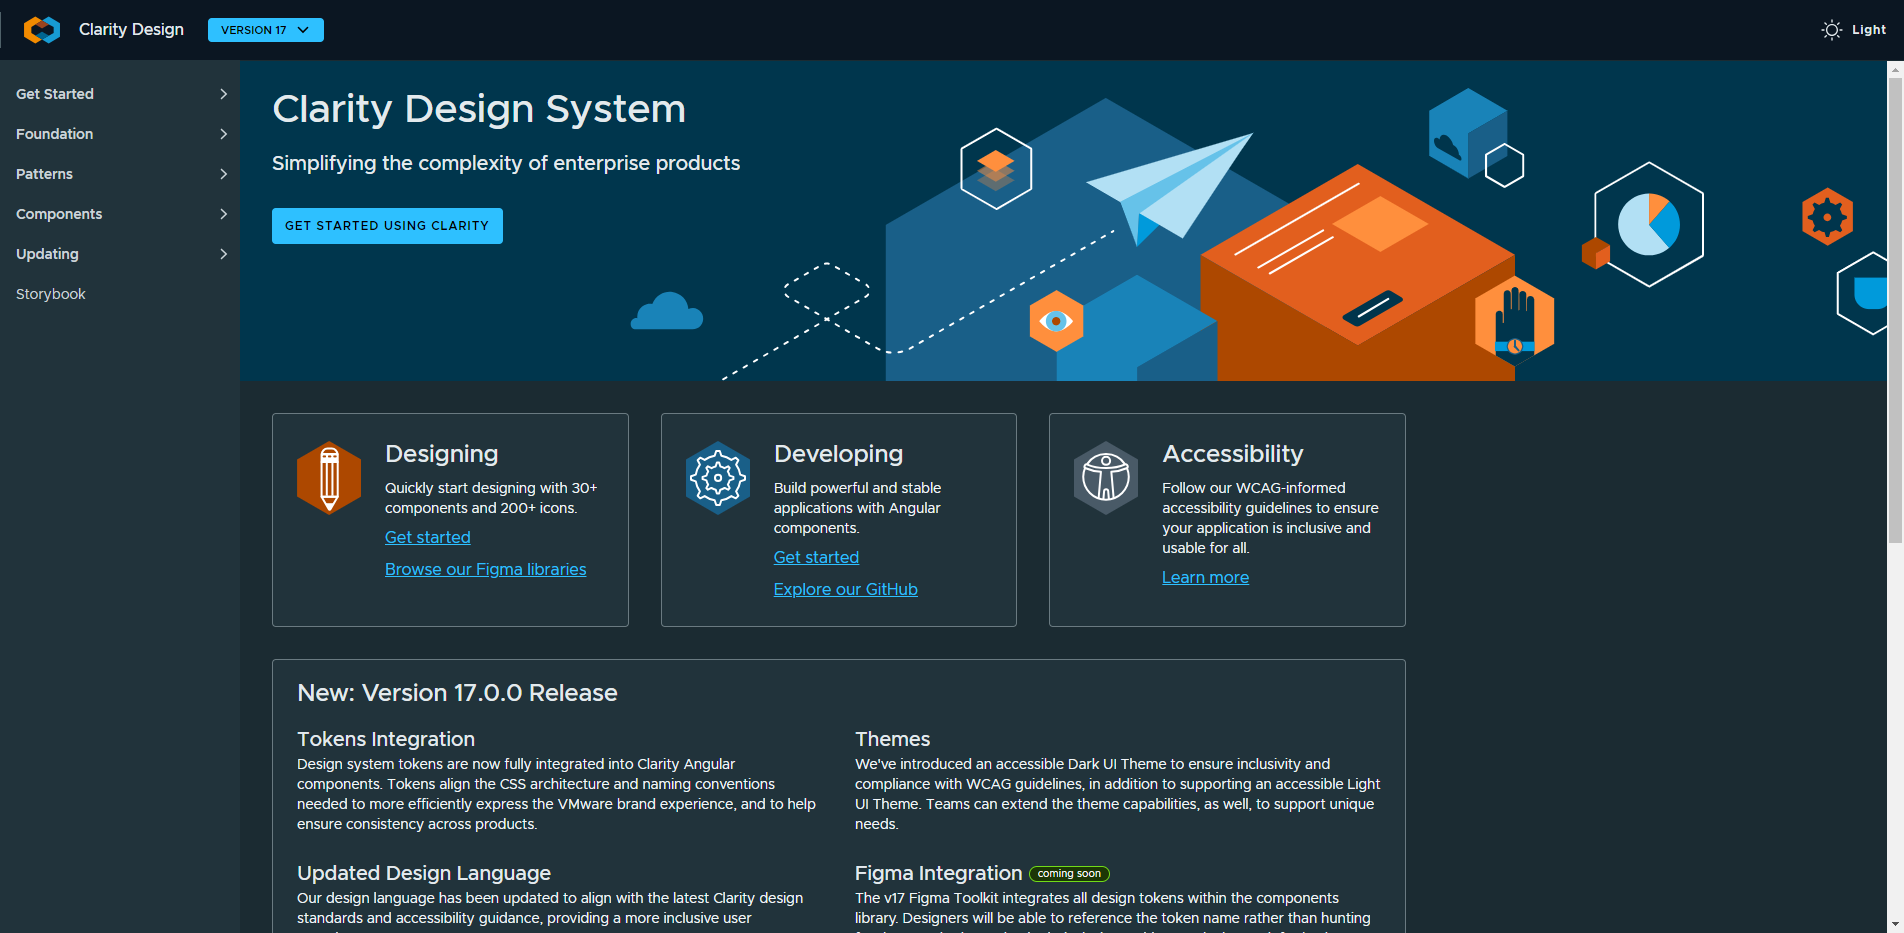 Clarity Design
VERSION 17
Light
Get Started
Foundation
Patterns
Components
Updating
Storybook
Clarity Design System
Simplifying the complexity of enterprise products
GET STARTED USING CLARITY
Designing
Quickly start designing with 30+
components and 200+ icons.
Get started
Browse our Figma libraries
Developing
Build powerful and stable
applications with Angular
components.
Get started
Explore our GitHub
Accessibility
Follow our WCAG-informed
accessibility guidelines to ensure
your application is inclusive and
usable for all.
Learn more
New: Version 17.0.0 Release
Tokens Integration
Design system tokens are now fully integrated into Clarity Angular
components. Tokens align the CSS architecture and naming conventions
needed to more efficiently express the VMware brand experience, and to help
ensure consistency across products.
Themes
We've introduced an accessible Dark UI Theme to ensure inclusivity and
compliance with WCAG guidelines, in addition to supporting an accessible Light
UI Theme. Teams can extend the theme capabilities, as well, to support unique
needs.
Updated Design Language
Our design language has been updated to align with the latest Clarity design
standards and accessibility guidance, providing a more inclusive user
Figma Integration coming soon
The v17 Figma Toolkit integrates all design tokens within the components
library. Designers will be able to reference the token name rather than hunting